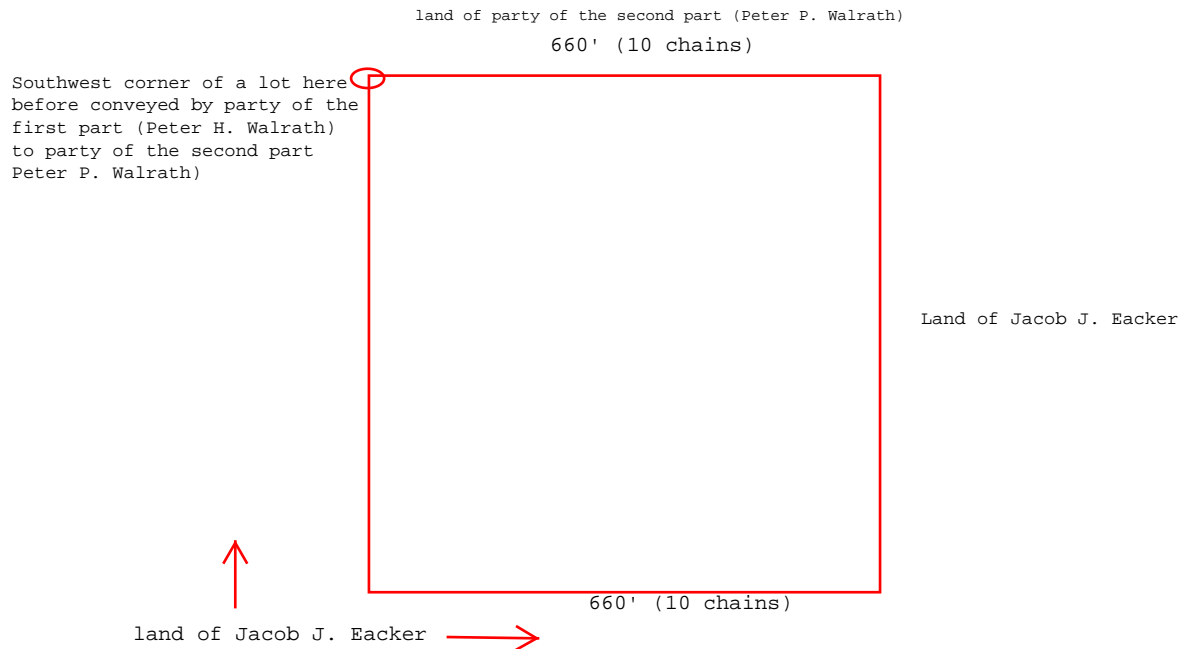 land of party of the second part (Peter P. Walrath)
660' (10 chains)
Southwest corner of a lot here
before conveyed by party of the
first part (Peter H. Walrath)
to party of the second part
Peter P. Walrath)
Land of Jacob J. Eacker
660' (10 chains)
land of Jacob J. Eacker